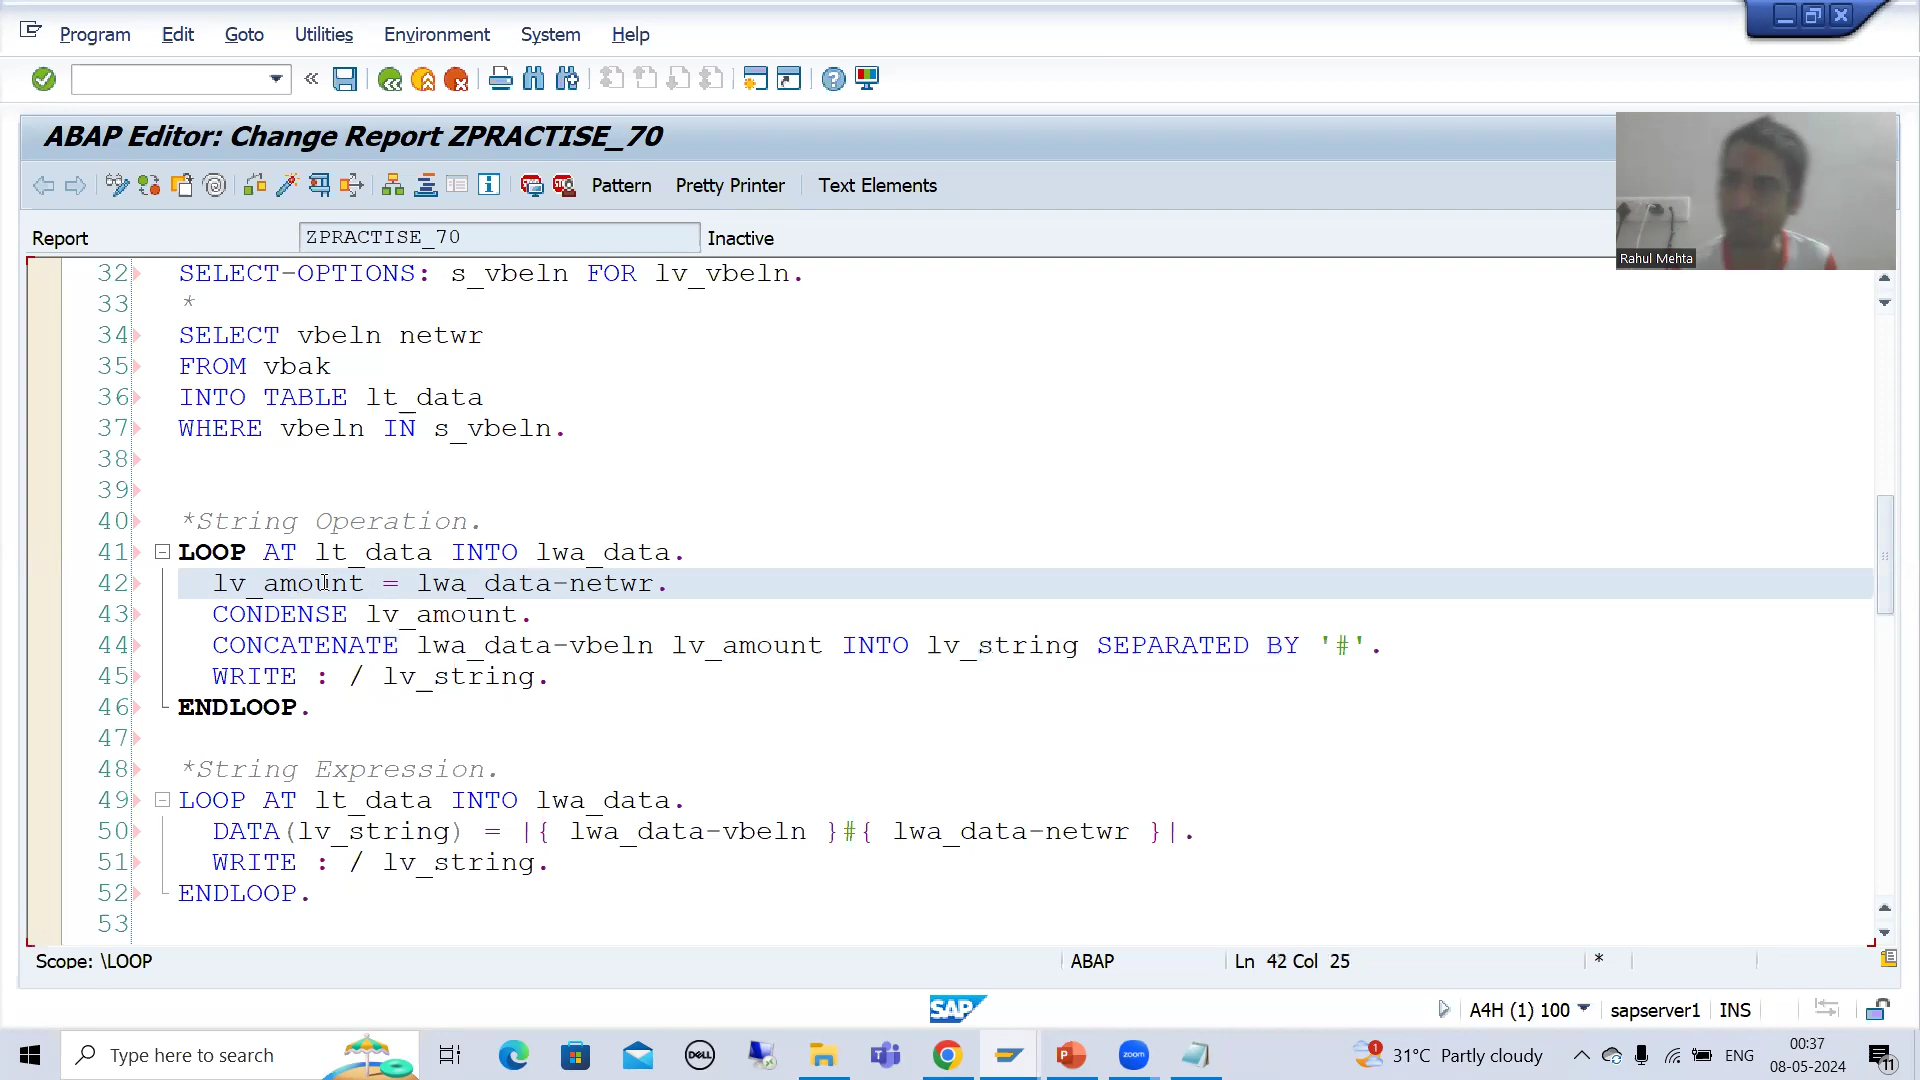 Program Edit Goto Utilities Environment System Help
ABAP Editor: Change Report ZPRACTISE_70
Pattern Pretty Printer Text Elements
Report ZPRACTISE_70 Inactive
Rahul Mehta
32 SELECT-OPTIONS: s_vbeln FOR lv_vbeln.
33 *
34 SELECT vbeln netwr
35 FROM vbak
36 INTO TABLE lt_data
37 WHERE vbeln IN s_vbeln.
38
39
40 *String Operation.
41 LOOP AT lt_data INTO lwa_data.
42 lv_amount = lwa_data-netwr.
43 CONDENSE lv_amount.
44 CONCATENATE lwa_data-vbeln lv_amount INTO lv_string SEPARATED BY '#'.
45 WRITE : / lv_string.
46 ENDLOOP.
47
48 *String Expression.
49 LOOP AT lt_data INTO lwa_data.
50 DATA(lv_string) = |{ lwa_data-vbeln }#{ lwa_data-netwr }|.
51 WRITE : / lv_string.
52 ENDLOOP.
53
Scope: \LOOP ABAP Ln 42 Col 25 *
SAP A4H (1) 100 sapserver1 INS
Type here to search DELL zoom 1 31°C Partly cloudy ENG 00:37
08-05-2024 11